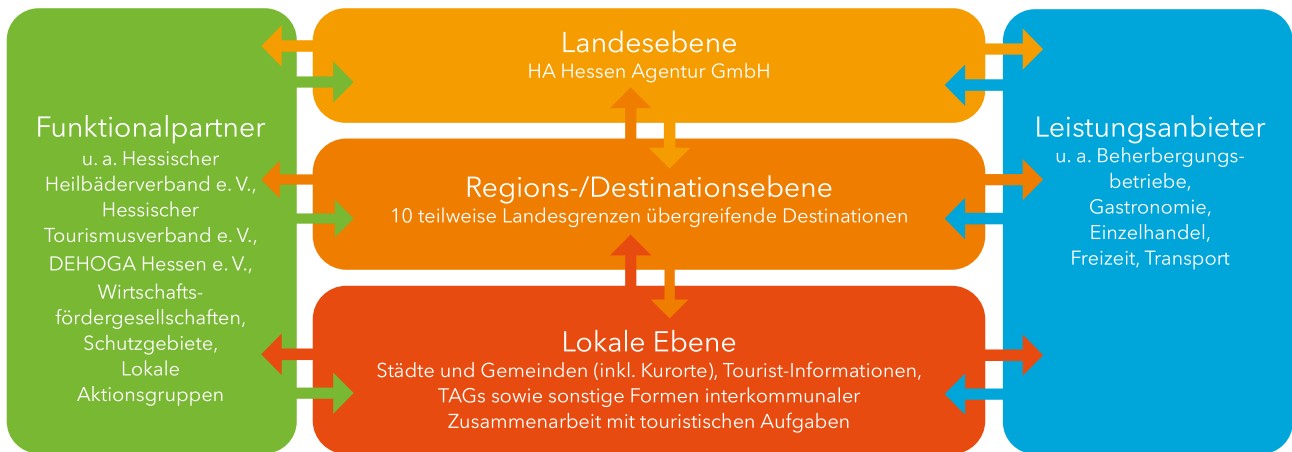 Funktionalpartner
u. a. Hessischer
Heilbäderverband e. V.,
Hessischer
Tourismusverband e. V.,
DEHOGA Hessen e. V.,
Wirtschafts-
fördergesellschaften,
Schutzgebiete,
Lokale
Aktionsgruppen
Landesebene
HA Hessen Agentur GmbH
Regions-/Destinationsebene
10 teilweise Landesgrenzen übergreifende Destinationen
Lokale Ebene
Städte und Gemeinden (inkl. Kurorte), Tourist-Informationen,
TAGs sowie sonstige Formen interkommunaler
Zusammenarbeit mit touristischen Aufgaben
Leistungsanbieter
u. a. Beherbergungs-
betriebe,
Gastronomie,
Einzelhandel,
Freizeit, Transport